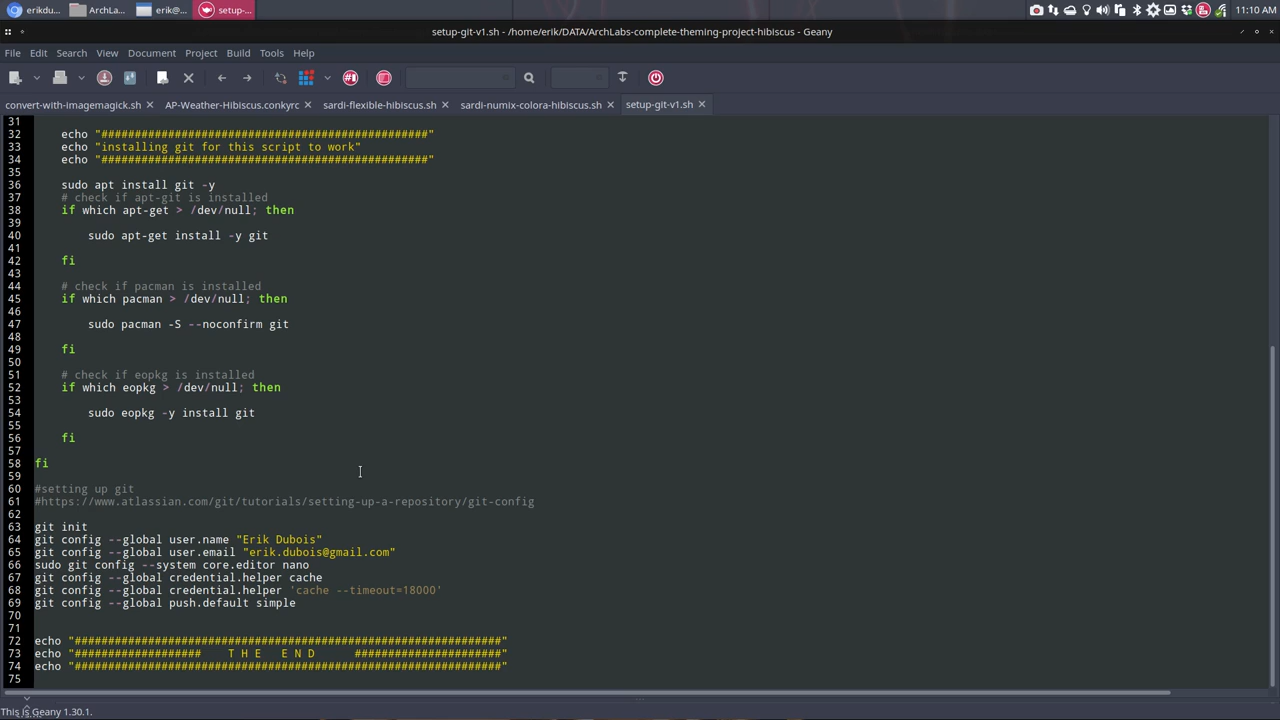 erikdu...
ArchLa...
erik@...
setup-...
11:10 AM
setup-git-v1.sh - /home/erik/DATA/ArchLabs-complete-theming-project-hibiscus - Geany
File Edit Search View Document Project Build Tools Help
convert-with-imagemagick.sh
AP-Weather-Hibiscus.conkyrc
sardi-flexible-hibiscus.sh
sardi-numix-colora-hibiscus.sh
setup-git-v1.sh
31
32 echo "#################################################"
33 echo "installing git for this script to work"
34 echo "#################################################"
35
36 sudo apt install git -y
37 # check if apt-git is installed
38 if which apt-get > /dev/null; then
39
40 sudo apt-get install -y git
41
42 fi
43
44 # check if pacman is installed
45 if which pacman > /dev/null; then
46
47 sudo pacman -S --noconfirm git
48
49 fi
50
51 # check if eopkg is installed
52 if which eopkg > /dev/null; then
53
54 sudo eopkg -y install git
55
56 fi
57
58 fi
59
60 #setting up git
61 #https://www.atlassian.com/git/tutorials/setting-up-a-repository/git-config
62
63 git init
64 git config --global user.name "Erik Dubois"
65 git config --global user.email "erik.dubois@gmail.com"
66 sudo git config --system core.editor nano
67 git config --global credential.helper cache
68 git config --global credential.helper 'cache --timeout=18000'
69 git config --global push.default simple
70
71
72 echo "################################################################"
73 echo "################### T H E E N D ######################"
74 echo "################################################################"
75
This is Geany 1.30.1.